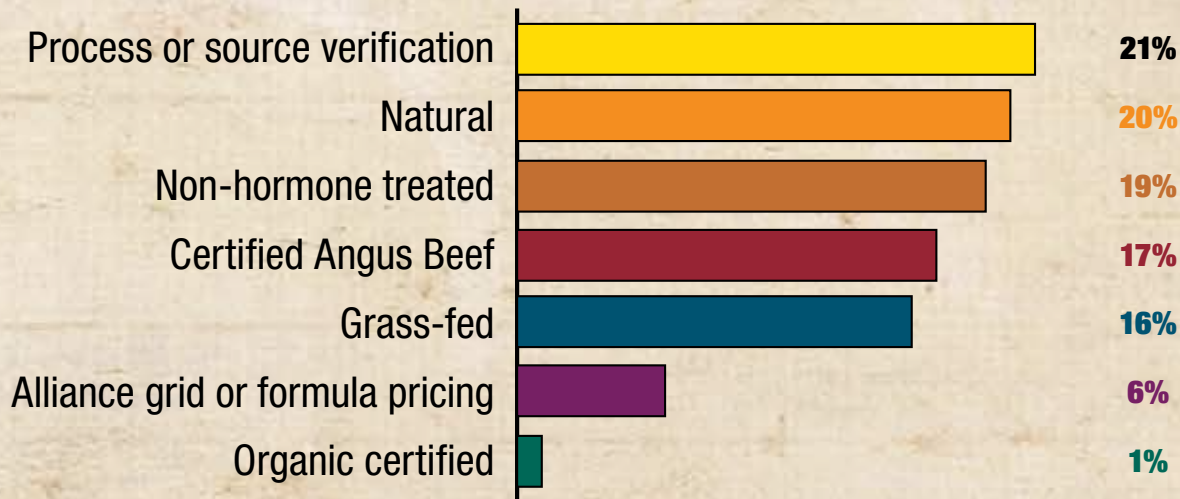 Process or source verification 21%
Natural 20%
Non-hormone treated 19%
Certified Angus Beef 17%
Grass-fed 16%
Alliance grid or formula pricing 6%
Organic certified 1%